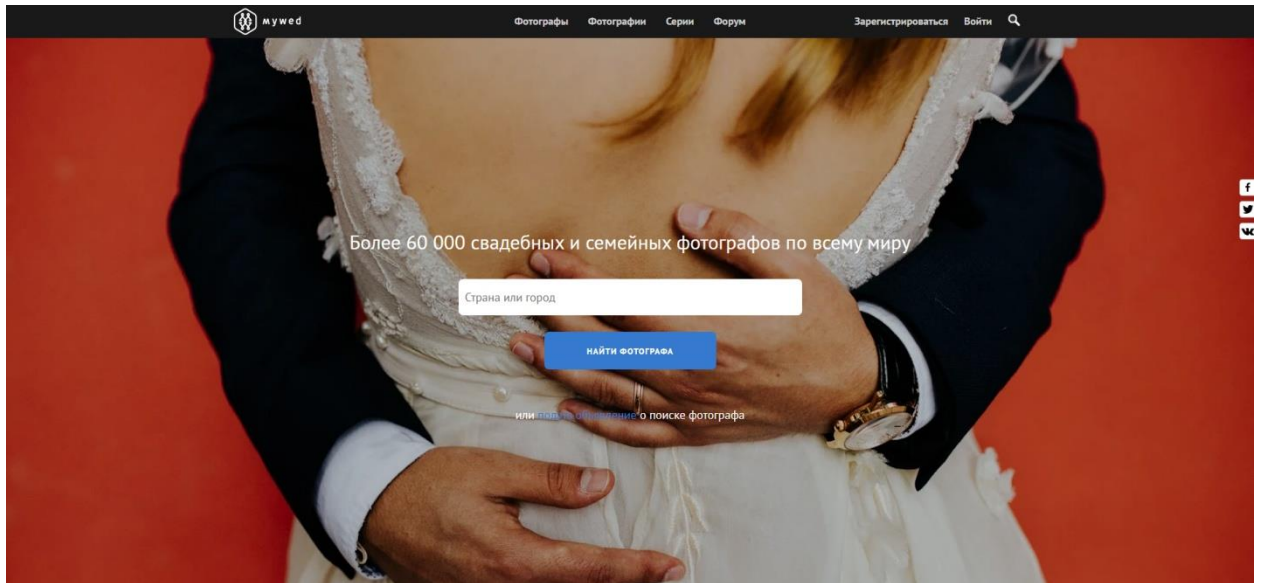 mywed
Фотографы Фотографии Серии Форум Зарегистрироваться Войти
Более 60 000 свадебных и семейных фотографов по всему миру
Страна или город
НАЙТИ ФОТОГРАФА
или о поиске фотографа